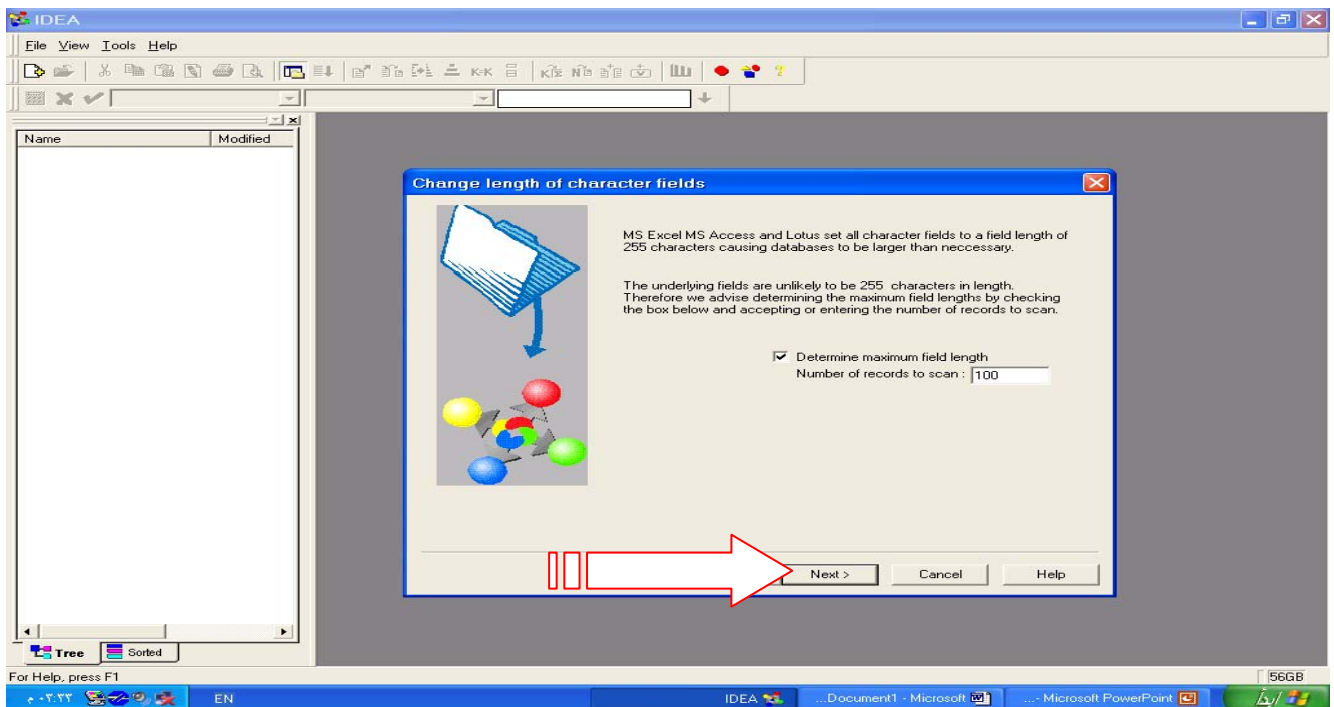 IDEA
File View Tools Help
Name Modified
Change length of character fields
MS Excel MS Access and Lotus set all character fields to a field length of
255 characters causing databases to be larger than neccessary.
The underlying fields are unlikely to be 255 characters in length.
Therefore we advise determining the maximum field lengths by checking
the box below and accepting or entering the number of records to scan.
Determine maximum field length
Number of records to scan : 100
Next > Cancel Help
Tree Sorted
For Help, press F1 56GB
٠٢:٣٣ م EN IDEA ...Document1 - Microsoft ...- Microsoft PowerPoint ابدأ